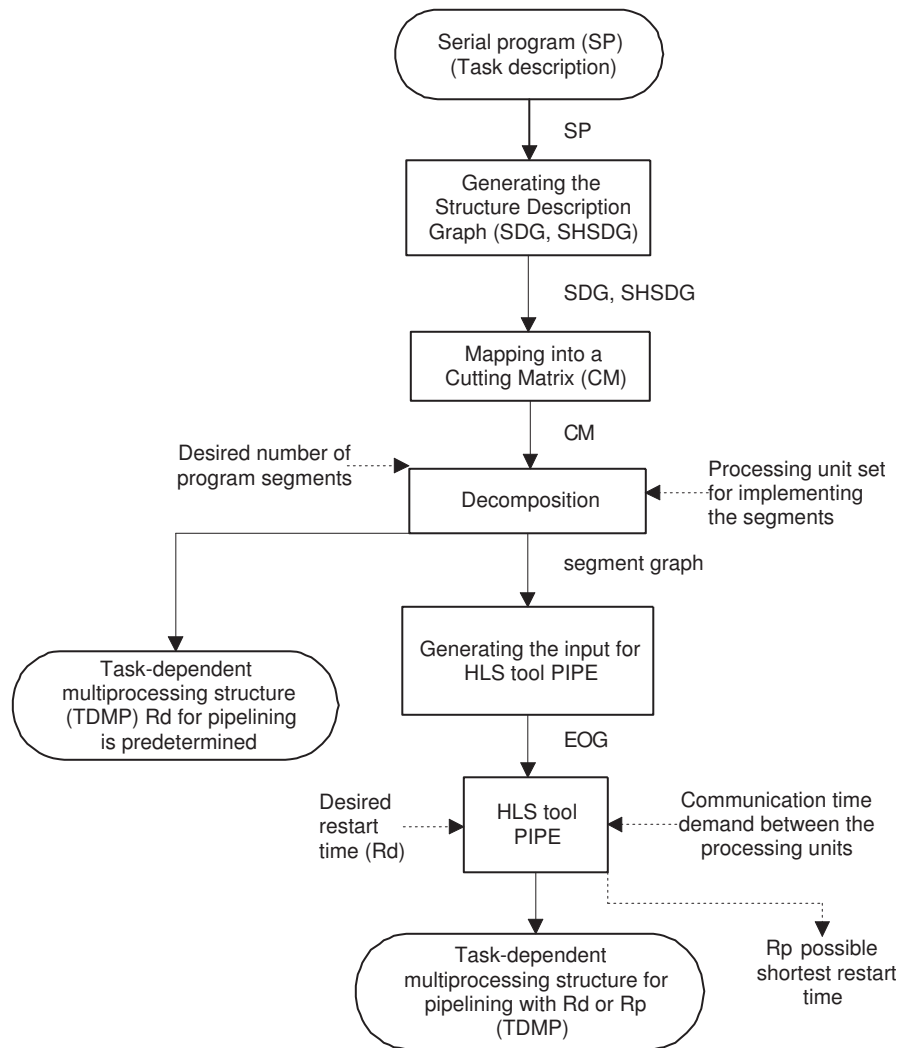 Serial program (SP)
(Task description)
SP
Generating the
Structure Description
Graph (SDG, SHSDG)
SDG, SHSDG
Mapping into a
Cutting Matrix (CM)
CM
Desired number of
program segments
Decomposition
Processing unit set
for implementing
the segments
segment graph
Task-dependent
multiprocessing structure
(TDMP) Rd for pipelining
is predetermined
Generating the input for
HLS tool PIPE
EOG
Desired
restart
time (Rd)
HLS tool
PIPE
Communication time
demand between the
processing units
Task-dependent
multiprocessing structure for
pipelining with Rd or Rp
(TDMP)
Rp possible
shortest restart
time